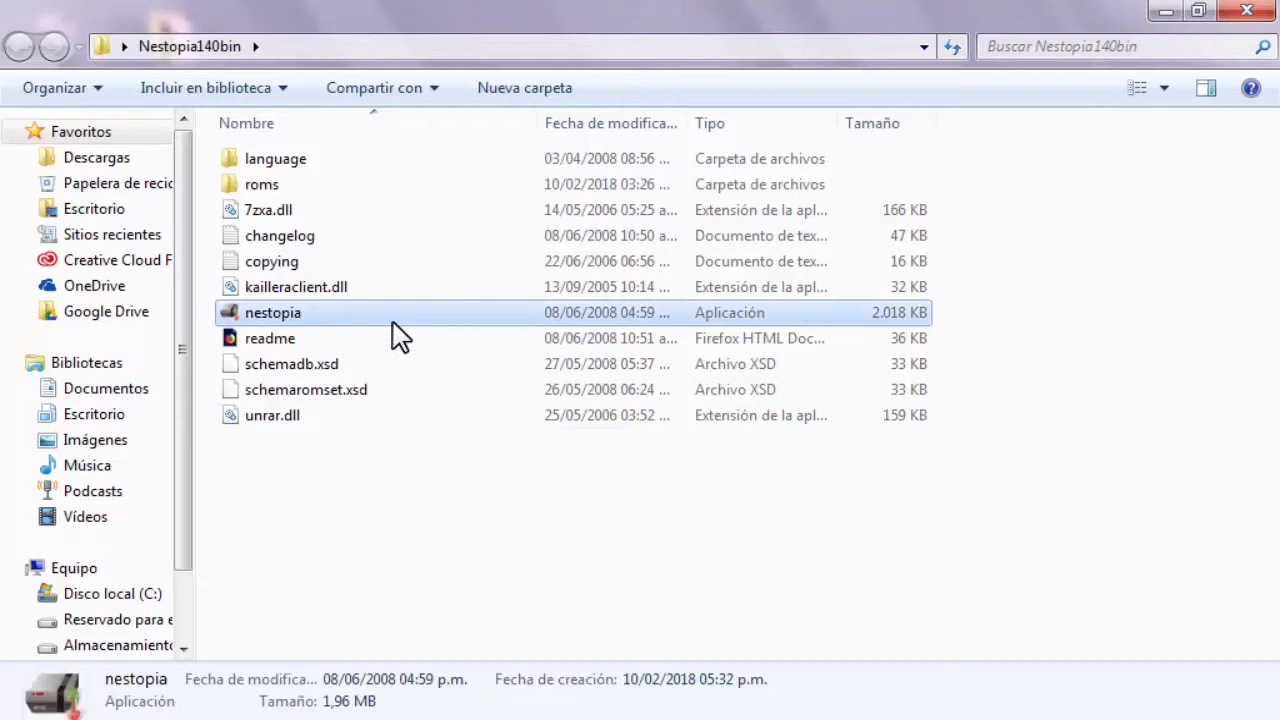 Nestopia140bin
Buscar Nestopia140bin
Organizar Incluir en biblioteca Compartir con Nueva carpeta
Nombre Fecha de modifica... Tipo Tamaño
Favoritos
Descargas
Papelera de recic
Escritorio
Sitios recientes
Creative Cloud F
OneDrive
Google Drive
Bibliotecas
Documentos
Escritorio
Imágenes
Música
Podcasts
Vídeos
Equipo
Disco local (C:)
Reservado para e
Almacenamiento
language 03/04/2008 08:56 ... Carpeta de archivos
roms 10/02/2018 03:26 ... Carpeta de archivos
7zxa.dll 14/05/2006 05:25 a... Extensión de la apl... 166 KB
changelog 08/06/2008 10:50 a... Documento de tex... 47 KB
copying 22/06/2006 06:56 ... Documento de tex... 16 KB
kailleraclient.dll 13/09/2005 10:14 ... Extensión de la apl... 32 KB
nestopia 08/06/2008 04:59 ... Aplicación 2.018 KB
readme 08/06/2008 10:51 a... Firefox HTML Doc... 36 KB
schemadb.xsd 27/05/2008 05:37 ... Archivo XSD 33 KB
schemaromset.xsd 26/05/2008 06:24 ... Archivo XSD 33 KB
unrar.dll 25/05/2006 03:52 ... Extensión de la apl... 159 KB
nestopia Fecha de modifica... 08/06/2008 04:59 p.m. Fecha de creación: 10/02/2018 05:32 p.m.
Aplicación Tamaño: 1,96 MB